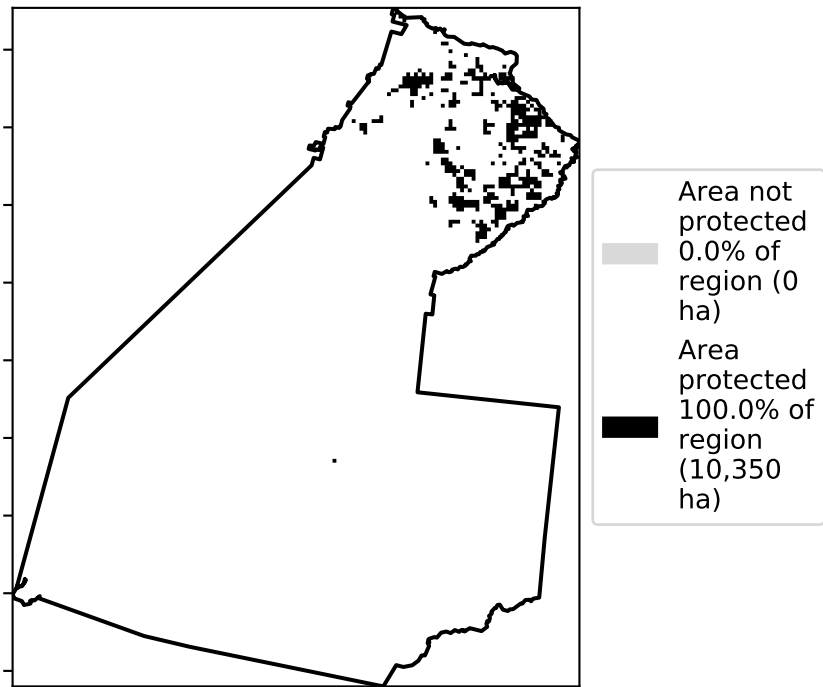 Area not
protected
0.0% of
region (0
ha)
Area
protected
100.0% of
region
(10,350
ha)